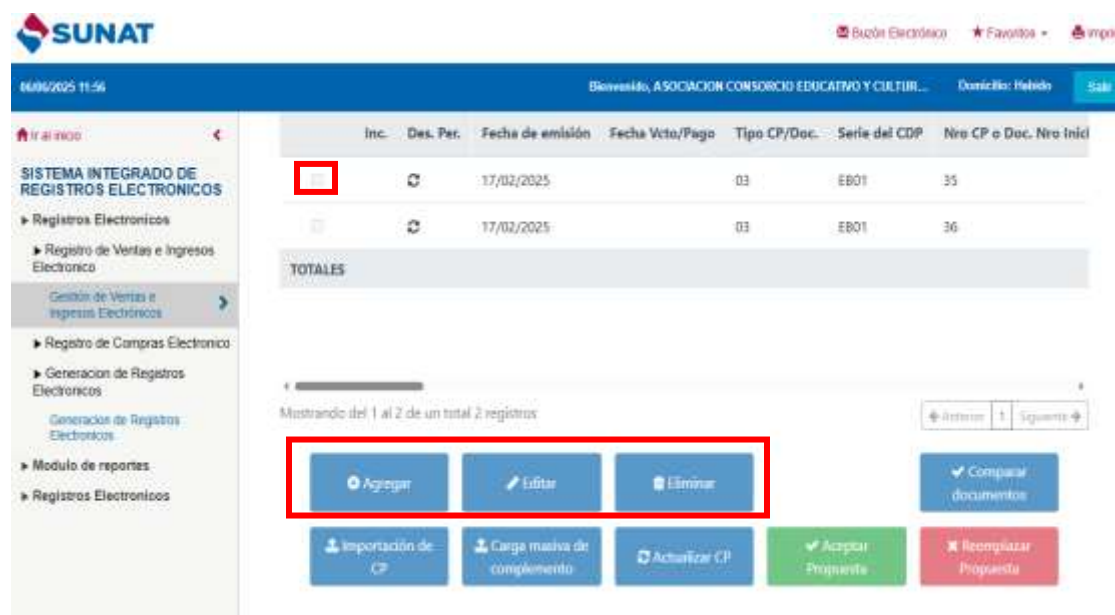 SUNAT
Buzón Electrónico
Favoritos
06/06/2025 11:56
Bienvenido, ASOCIACION CONSORCIO EDUCATIVO Y CULTUR...
Domicilio: Habido
Salir
Ir al inicio
Inc. Des. Per. Fecha de emisión Fecha Vcto/Pago Tipo CP/Doc. Serie del CDP Nro CP o Doc. Nro Inici
SISTEMA INTEGRADO DE
REGISTROS ELECTRONICOS
17/02/2025 03 EB01 35
Registros Electronicos
17/02/2025 03 EB01 36
Registro de Ventas e Ingresos
Electronico
TOTALES
Gestión de Ventas e
Ingresos Electrónicos
Registro de Compras Electronico
Generacion de Registros
Electronicos
Generacion de Registros
Electronicos
Modulo de reportes
Registros Electronicos
Mostrando del 1 al 2 de un total 2 registros
Anterior 1 Siguiente
Agregar
Editar
Eliminar
Comparar
documentos
Importación de
CP
Carga masiva de
complemento
Actualizar CP
Aceptar
Propuesta
Reemplazar
Propuesta